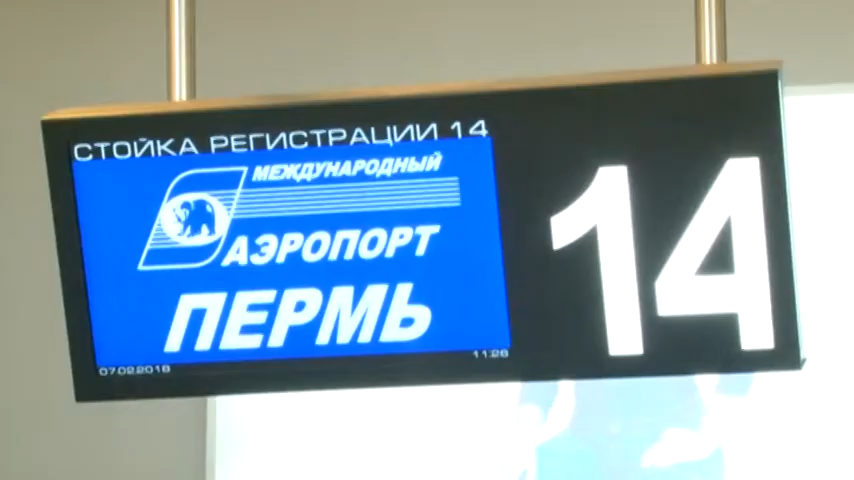 СТОЙКА РЕГИСТРАЦИИ 14
МЕЖДУНАРОДНЫЙ
АЭРОПОРТ
ПЕРМЬ
07.02.2018
11:26
14